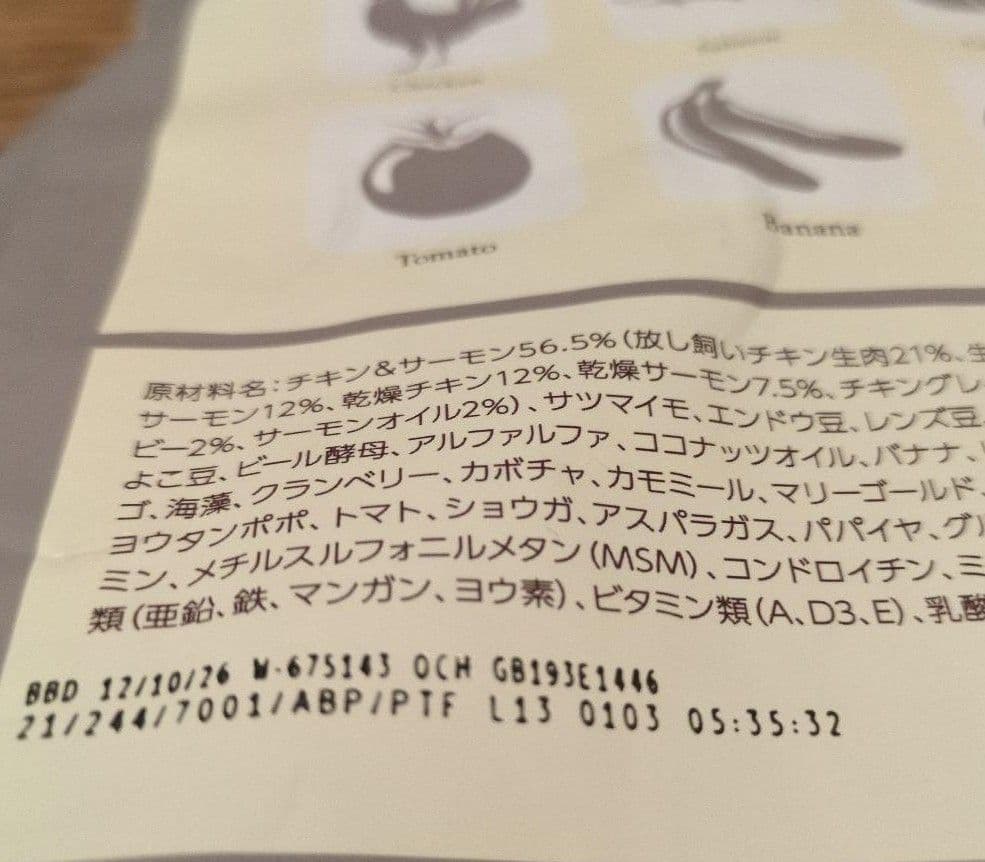 Tomato
Banana
原材料名:チキン&サーモン56.5%(放し飼いチキン生肉21%、生
サーモン12%、乾燥チキン12%、乾燥サーモン7.5%、チキングレ
ビー2%、サーモンオイル2%)、サツマイモ、エンドウ豆、レンズ豆、
よこ豆、ビール酵母、アルファルファ、ココナッツオイル、バナナ、
ゴ、海藻、クランベリー、カボチャ、カモミール、マリーゴールド、
ヨウタンポポ、トマト、ショウガ、アスパラガス、パパイヤ、グル
ミン、メチルスルフォニルメタン(MSM)、コンドロイチン、ミ
類(亜鉛、鉄、マンガン、ヨウ素)、ビタミン類(A、D3、E)、乳酸
BBD 12/10/26 W-675143 OCH GB193E1446
21/244/7001/ABP/PTF L13 0103 05:35:32